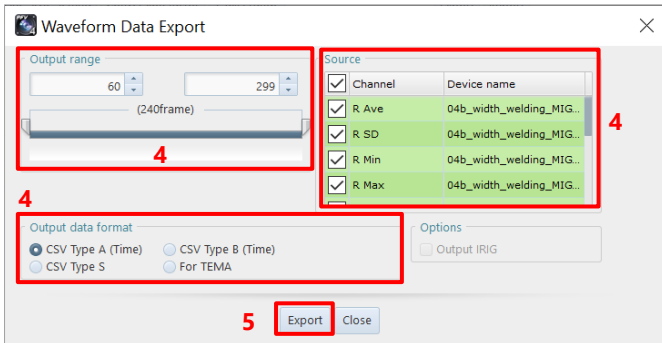 Waveform Data Export
Output range
60
299
(240frame)
4
Source
Channel Device name
R Ave 04b_width_welding_MIG...
R SD 04b_width_welding_MIG...
R Min 04b_width_welding_MIG...
R Max 04b_width_welding_MIG...
4
4
Output data format
CSV Type A (Time) CSV Type B (Time)
CSV Type S For TEMA
Options
Output IRIG
5
Export Close